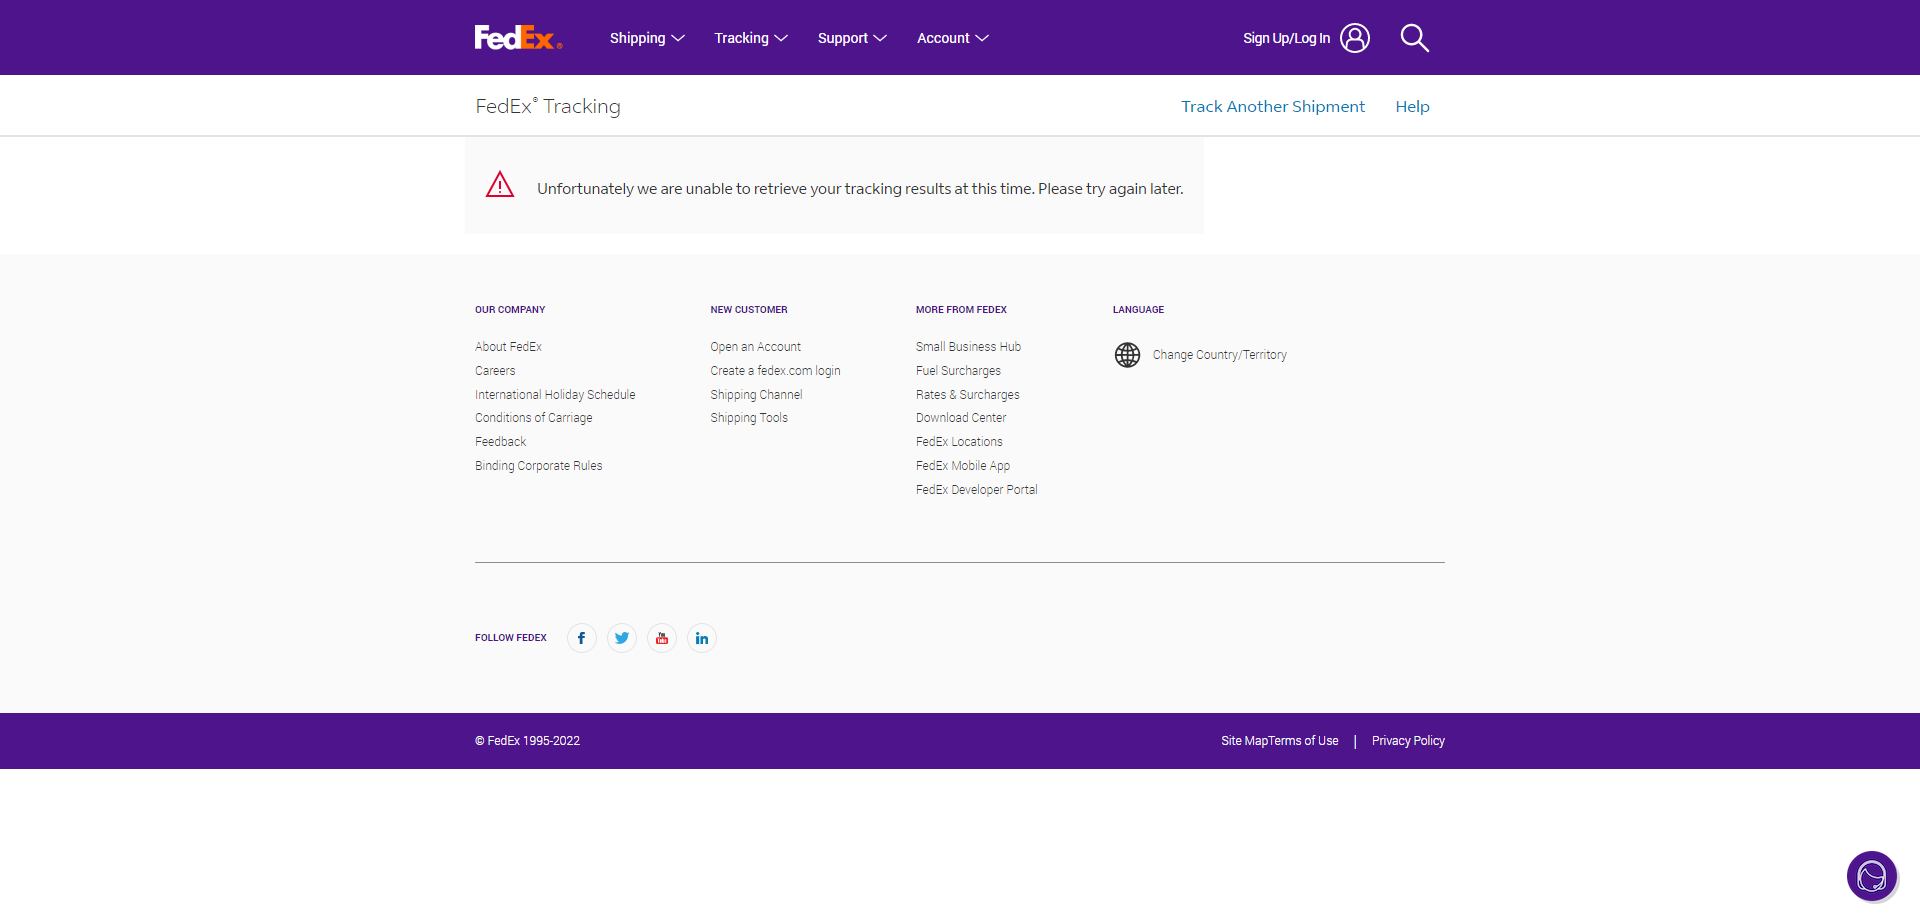 FedEx® Shipping Tracking Support Account Sign Up/Log In
FedEx® Tracking Track Another Shipment Help
Unfortunately we are unable to retrieve your tracking results at this time. Please try again later.
OUR COMPANY
About FedEx
Careers
International Holiday Schedule
Conditions of Carriage
Feedback
Binding Corporate Rules
NEW CUSTOMER
Open an Account
Create a fedex.com login
Shipping Channel
Shipping Tools
MORE FROM FEDEX
Small Business Hub
Fuel Surcharges
Rates & Surcharges
Download Center
FedEx Locations
FedEx Mobile App
FedEx Developer Portal
LANGUAGE
Change Country/Territory
FOLLOW FEDEX
© FedEx 1995-2022 Site MapTerms of Use | Privacy Policy